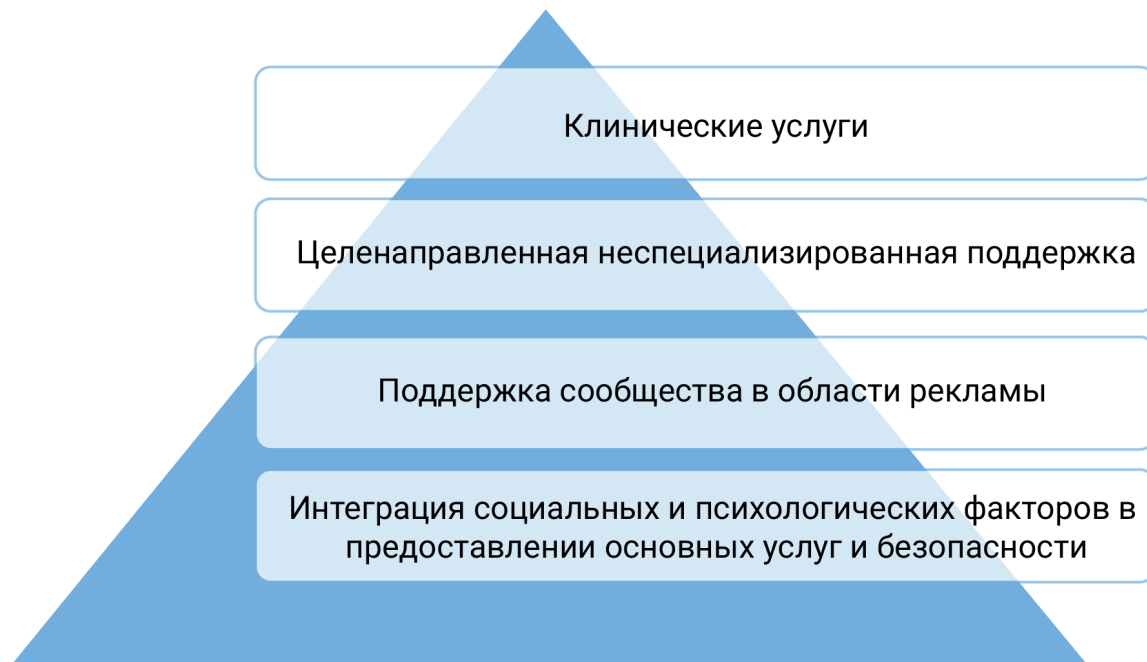 Клинические услуги
Целенаправленная неспециализированная поддержка
Поддержка сообщества в области рекламы
Интеграция социальных и психологических факторов в
предоставлении основных услуг и безопасности